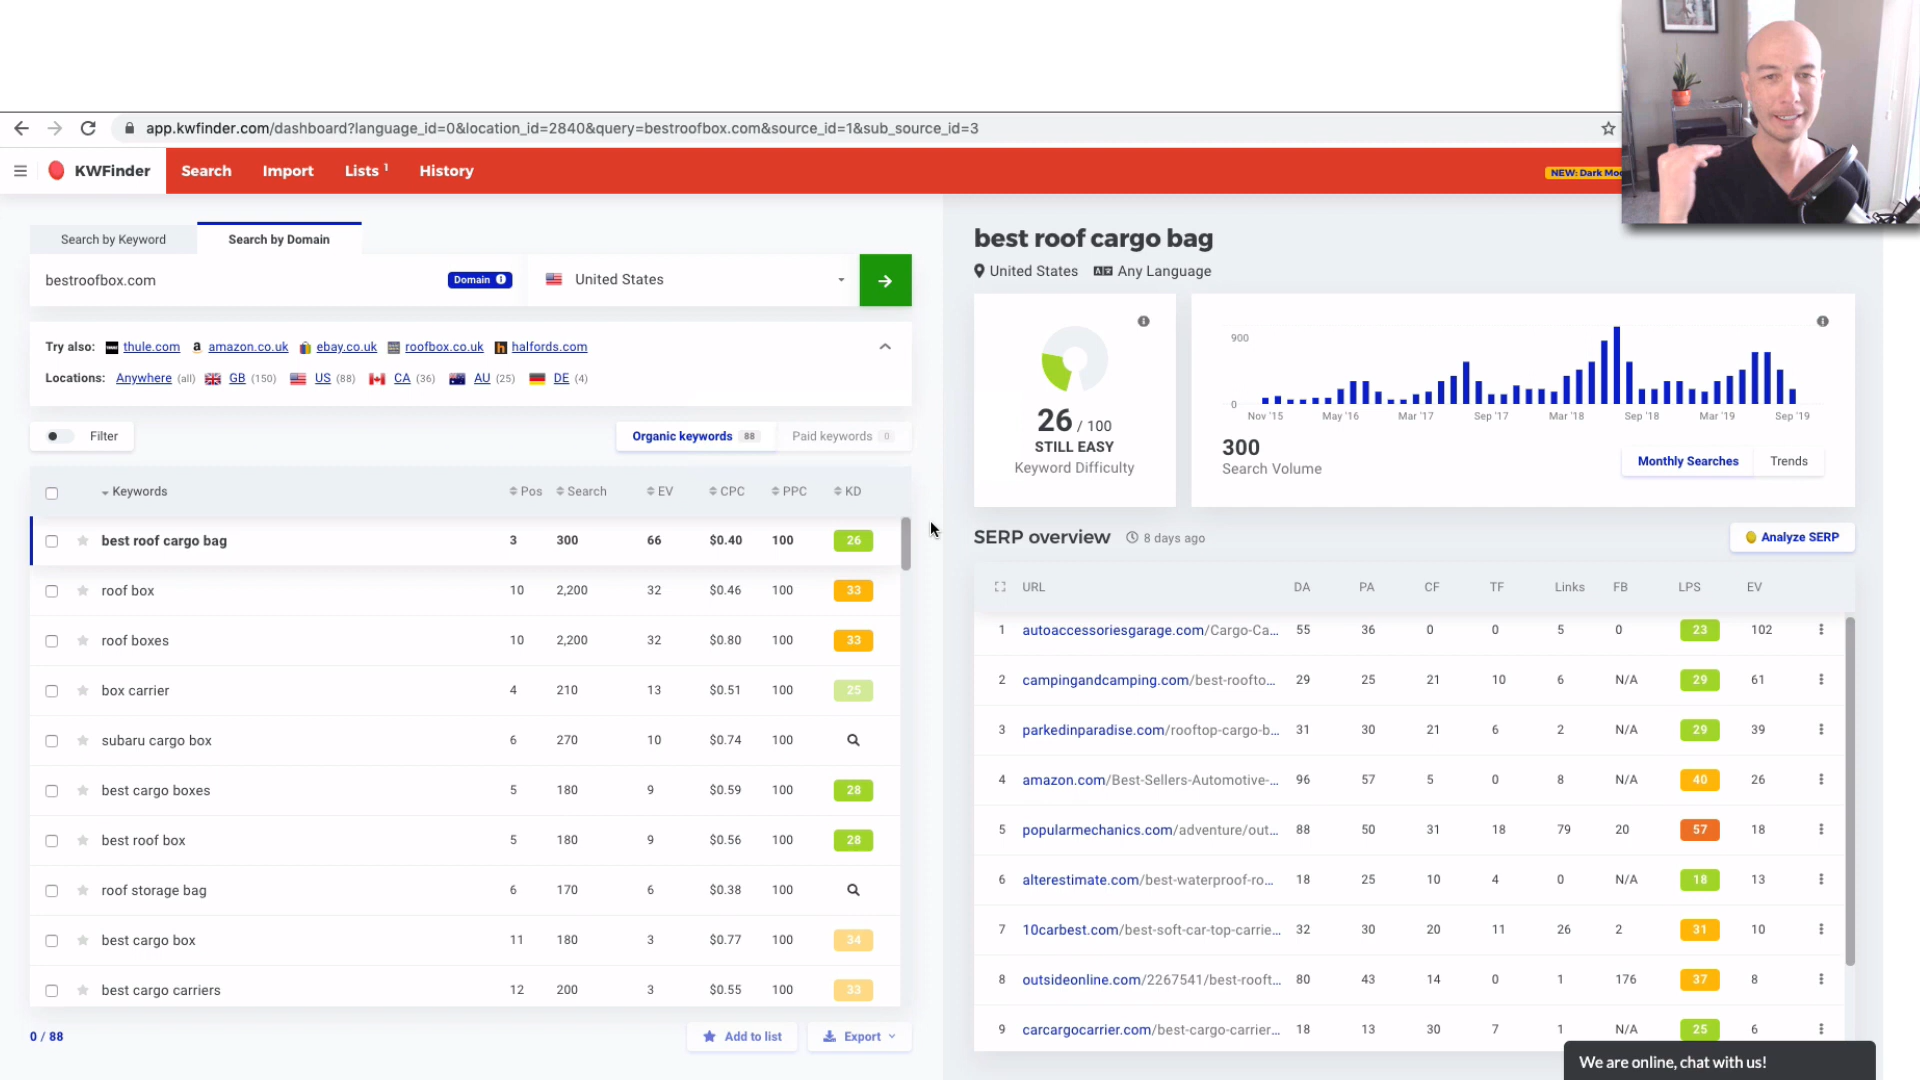 app.kwfinder.com/dashboard?language_id=0&location_id=2840&query=bestroofbox.com&source_id=1&sub_source_id=3
KWFinder Search Import Lists 1 History
NEW: Dark Mo
Search by Keyword Search by Domain
bestroofbox.com Domain United States
Try also: thule.com a amazon.co.uk ebay.co.uk roofbox.co.uk h halfords.com
Locations: Anywhere (all) GB (150) US (88) CA (36) AU (25) DE (4)
Filter Organic keywords 88 Paid keywords 0
Keywords Pos Search EV CPC PPC KD
best roof cargo bag 3 300 66 $0.40 100 26
roof box 10 2,200 32 $0.46 100 33
roof boxes 10 2,200 32 $0.80 100 33
box carrier 4 210 13 $0.51 100 25
subaru cargo box 6 270 10 $0.74 100
best cargo boxes 5 180 9 $0.59 100 28
best roof box 5 180 9 $0.56 100 28
roof storage bag 6 170 6 $0.38 100
best cargo box 11 180 3 $0.77 100 34
best cargo carriers 12 200 3 $0.55 100 33
0 / 88 Add to list Export
best roof cargo bag
United States Any Language
26 / 100
STILL EASY
Keyword Difficulty
900
0
Nov '15 May '16 Mar '17 Sep '17 Mar '18 Sep '18 Mar '19 Sep '19
300
Search Volume
Monthly Searches Trends
SERP overview 8 days ago Analyze SERP
URL DA PA CF TF Links FB LPS EV
1 autoaccessoriesgarage.com/Cargo-Ca... 55 36 0 0 5 0 23 102
2 campingandcamping.com/best-roofto... 29 25 21 10 6 N/A 29 61
3 parkedinparadise.com/rooftop-cargo-b... 31 30 21 6 2 N/A 29 39
4 amazon.com/Best-Sellers-Automotive-... 96 57 5 0 8 N/A 40 26
5 popularmechanics.com/adventure/out... 88 50 31 18 79 20 57 18
6 alterestimate.com/best-waterproof-ro... 18 25 10 4 0 N/A 18 13
7 10carbest.com/best-soft-car-top-carrie... 32 30 20 11 26 2 31 10
8 outsideonline.com/2267541/best-rooft... 80 43 14 0 1 176 37 8
9 carcargocarrier.com/best-cargo-carrier... 18 13 30 7 1 N/A 25 6
We are online, chat with us!